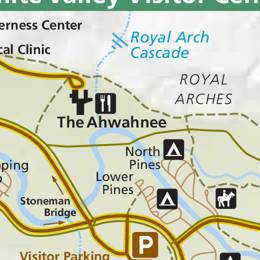 Valley Visitor Cen
erness Center
cal Clinic
Royal Arch
Cascade
ROYAL
ARCHES
The Ahwahnee
North
Pines
ping
Lower
Pines
Stoneman
Bridge
Visitor Parking
P